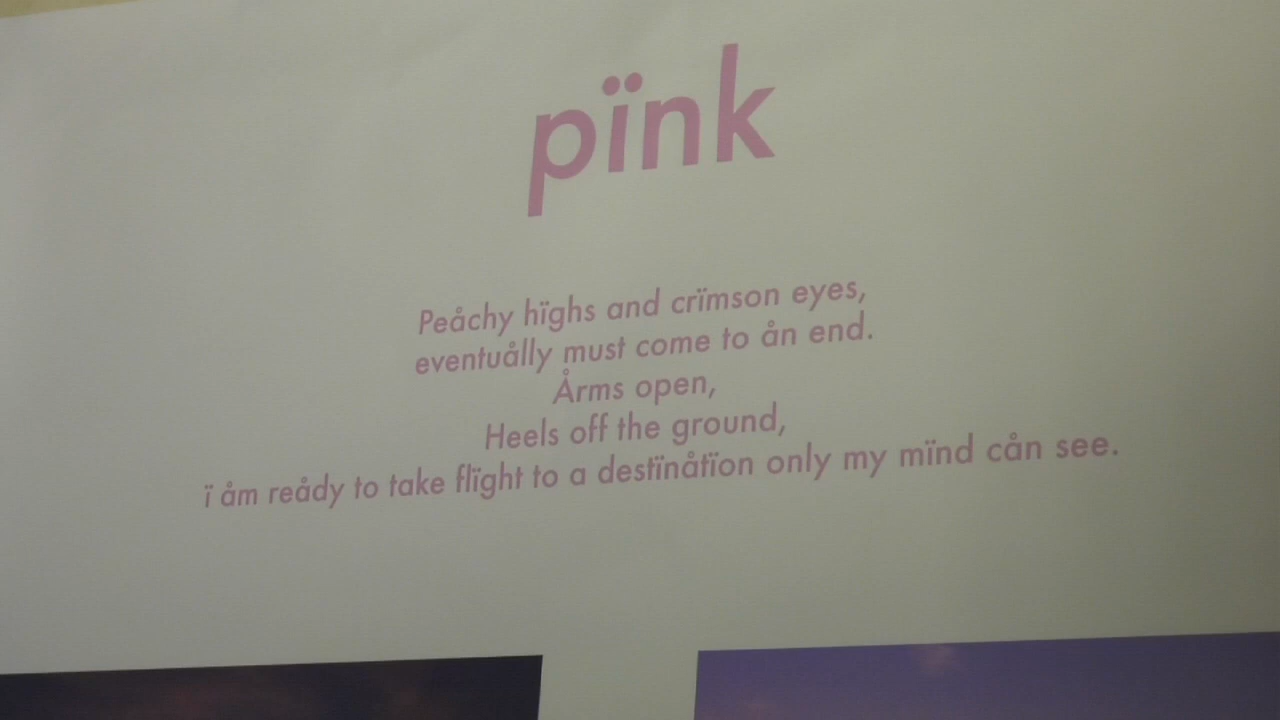 pïnk
Peåchy hïghs and crïmson eyes,
eventuålly must come to ån end.
Årms open,
Heels off the ground,
ï åm reådy to take flïght to a destïnåtïon only my mïnd cån see.